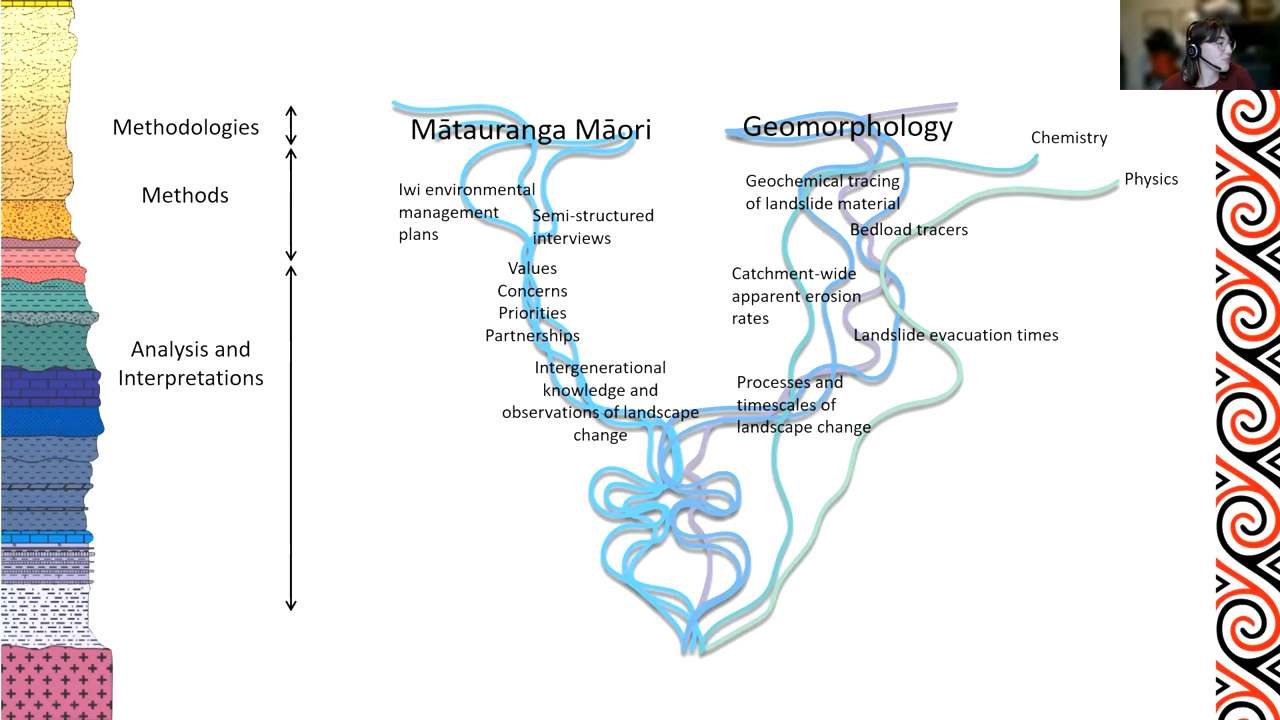 Methodologies
Methods
Analysis and
Interpretations
Mātauranga Māori
Iwi environmental
management
plans
Semi-structured
interviews
Values
Concerns
Priorities
Partnerships
Intergenerational
knowledge and
observations of landscape
change
Geomorphology
Chemistry
Physics
Geochemical tracing
of landslide material
Bedload tracers
Catchment-wide
apparent erosion
rates
Landslide evacuation times
Processes and
timescales of
landscape change